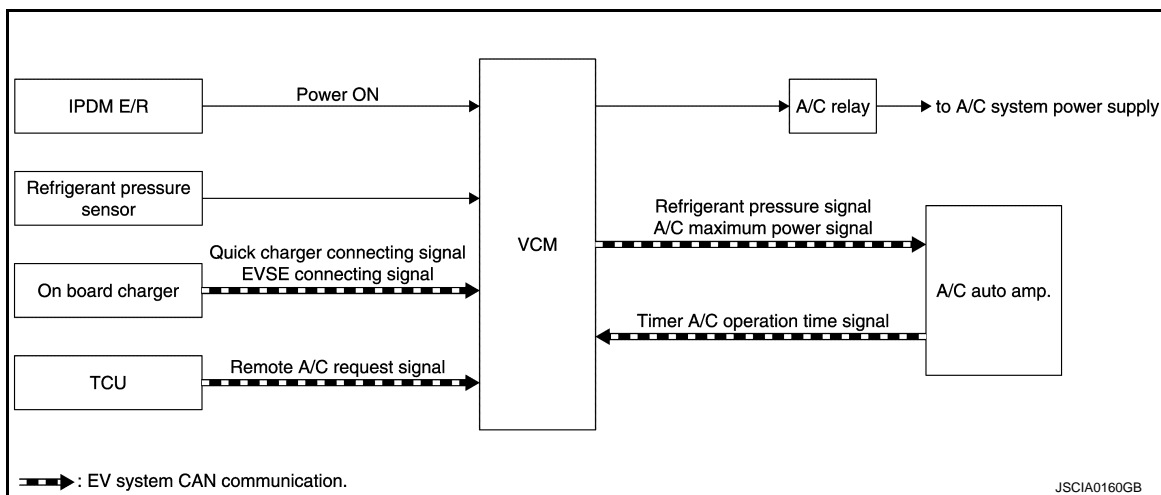 IPDM E/R
Power ON
A/C relay
to A/C system power supply
Refrigerant pressure
sensor
VCM
Refrigerant pressure signal
A/C maximum power signal
Quick charger connecting signal
EVSE connecting signal
On board charger
A/C auto amp.
Timer A/C operation time signal
Remote A/C request signal
TCU
: EV system CAN communication.
JSCIA0160GB